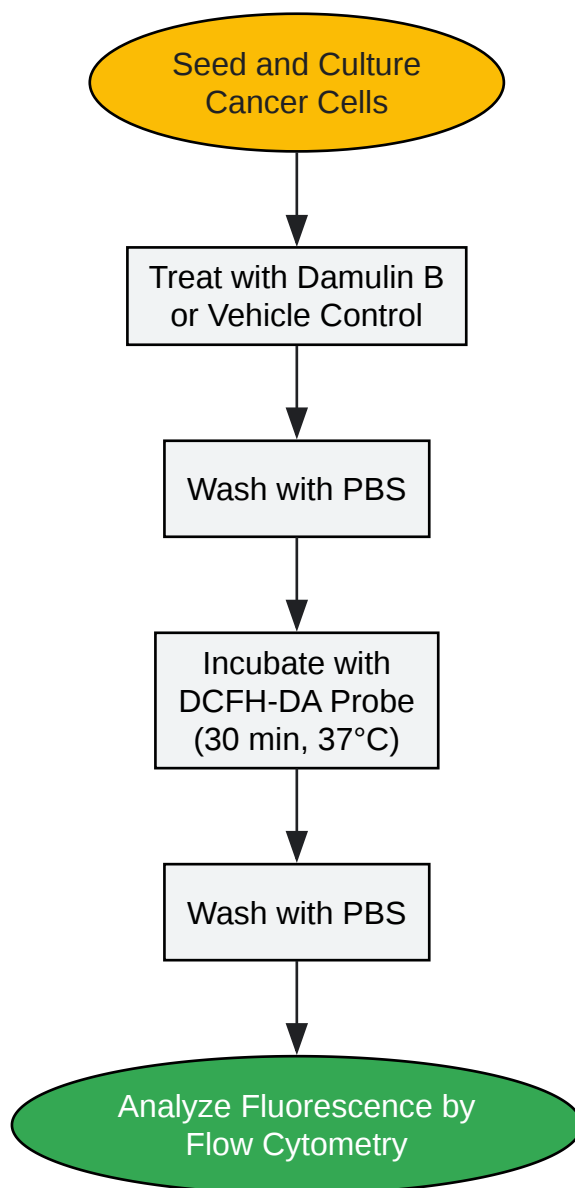 Seed and Culture
Cancer Cells
Treat with Damulin B
or Vehicle Control
Wash with PBS
Incubate with
DCFH-DA Probe
(30 min, 37°C)
Wash with PBS
Analyze Fluorescence by
Flow Cytometry